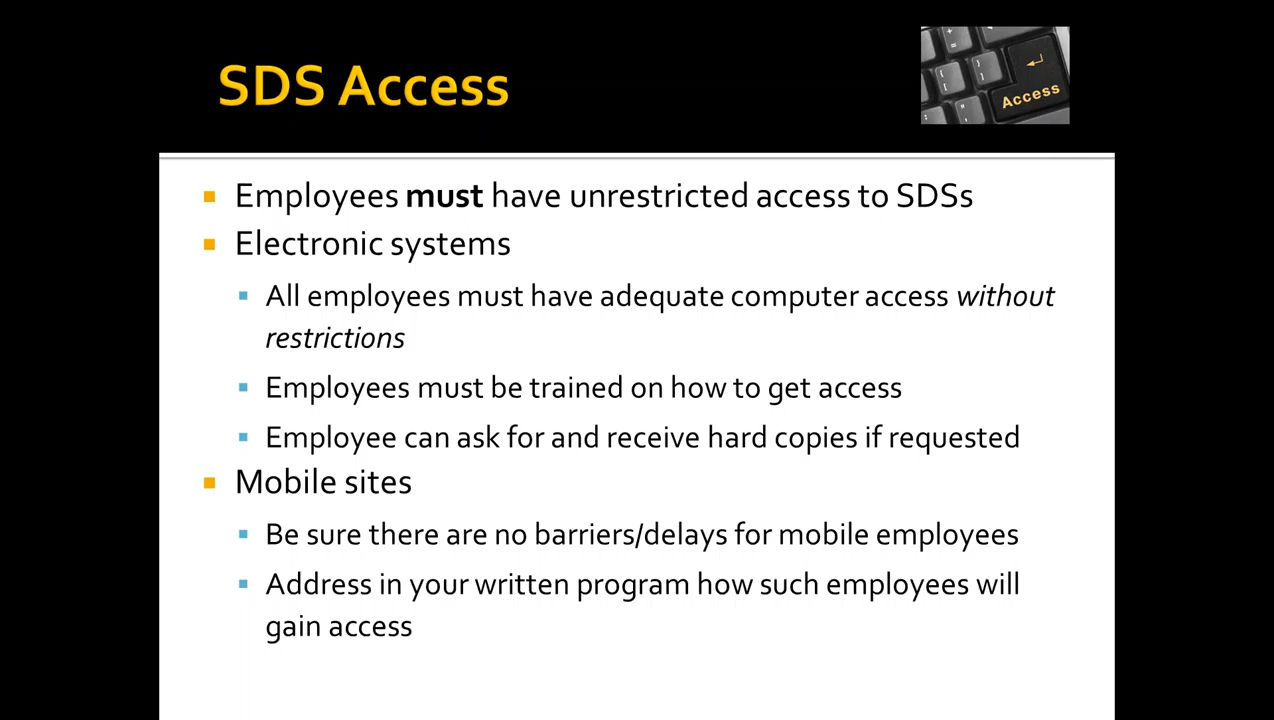 SDS Access
Access
Employees must have unrestricted access to SDSs
Electronic systems
All employees must have adequate computer access without
restrictions
Employees must be trained on how to get access
Employee can ask for and receive hard copies if requested
Mobile sites
Be sure there are no barriers/delays for mobile employees
Address in your written program how such employees will
gain access